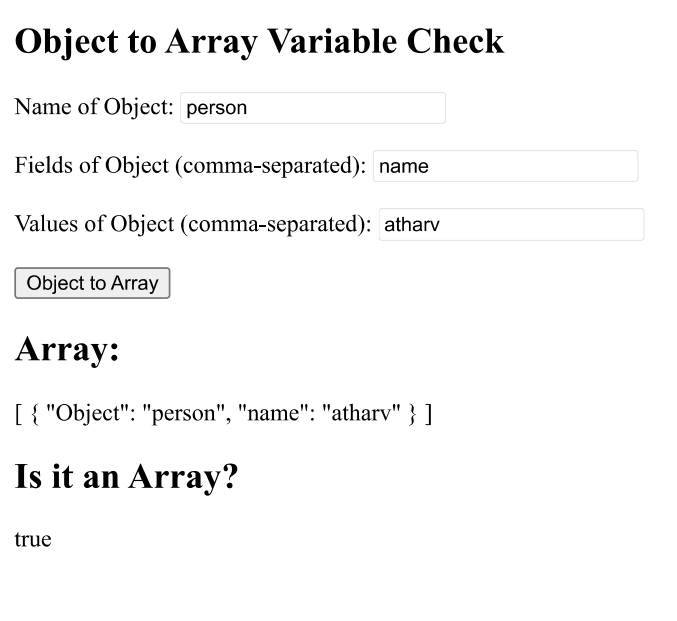 Object to Array Variable Check
Name of Object: person
Fields of Object (comma-separated): name
Values of Object (comma-separated): atharv
Object to Array
Array:
[ { "Object": "person", "name": "atharv" } ]
Is it an Array?
true